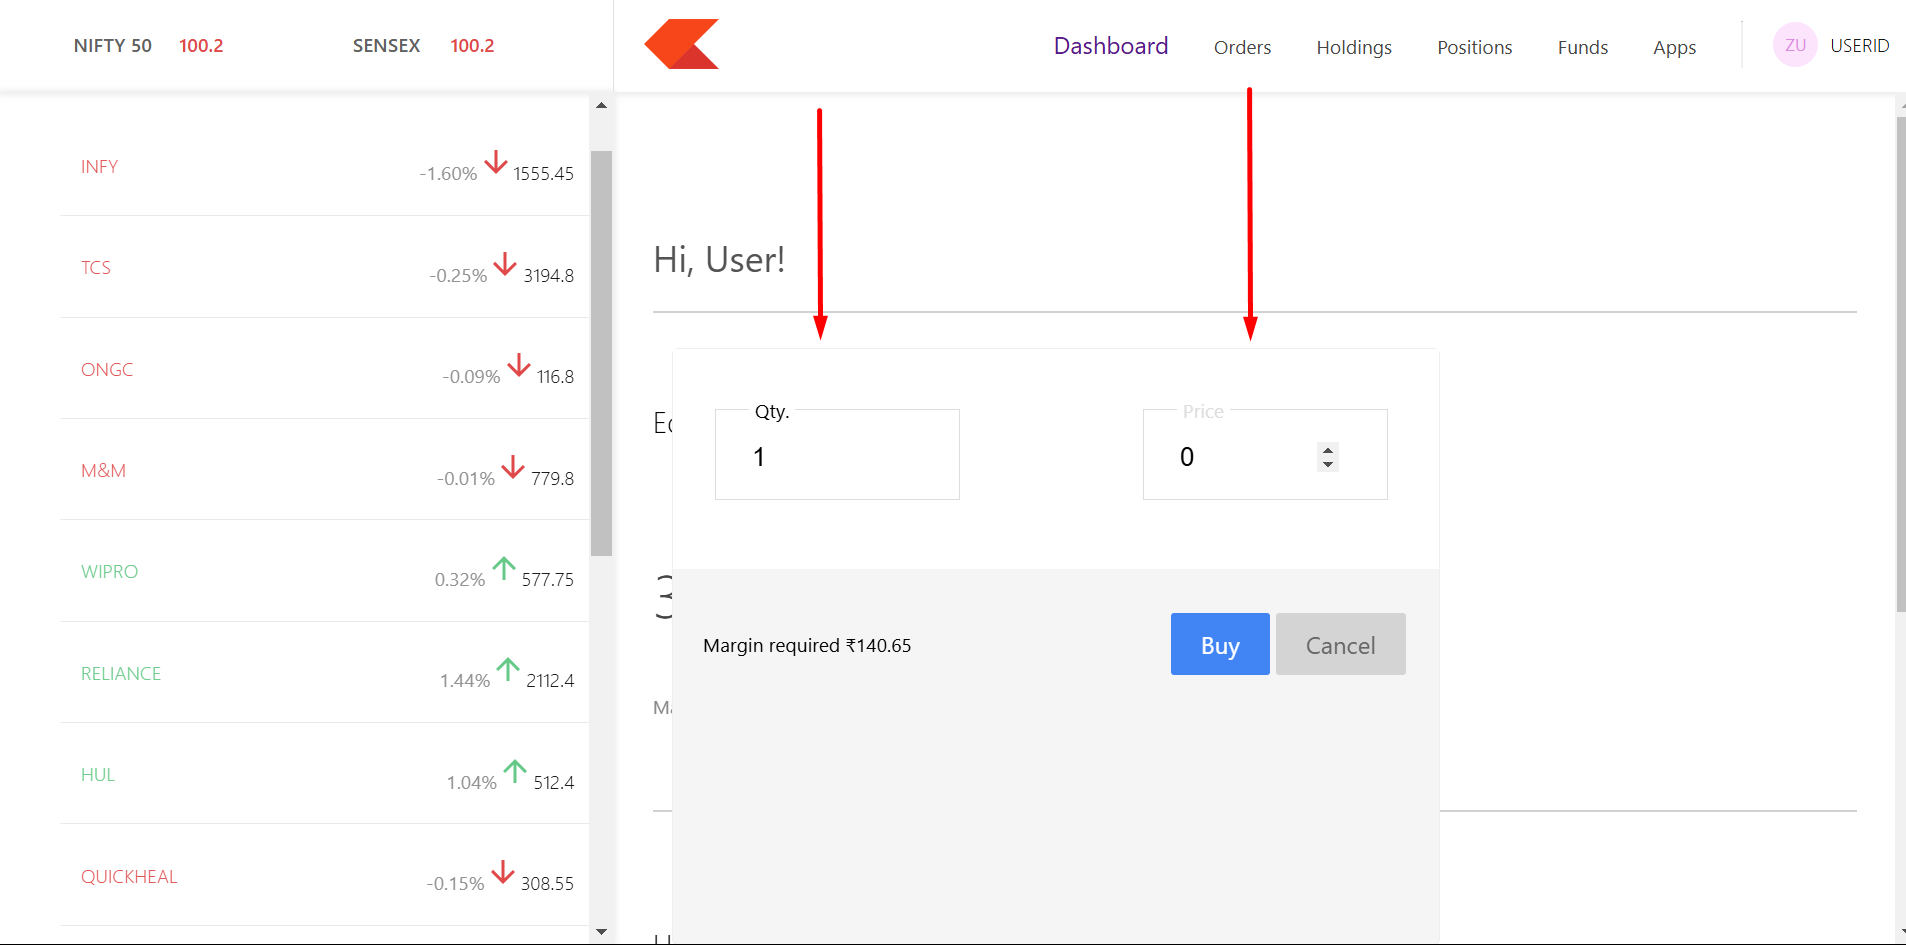 NIFTY 50 100.2 SENSEX 100.2
Dashboard Orders Holdings Positions Funds Apps ZU USERID
INFY -1.60% 1555.45
TCS -0.25% 3194.8
ONGC -0.09% 116.8
M&M -0.01% 779.8
WIPRO 0.32% 577.75
RELIANCE 1.44% 2112.4
HUL 1.04% 512.4
QUICKHEAL -0.15% 308.55
Hi, User!
Qty. Price
1 0
Margin required ₹140.65 Buy Cancel